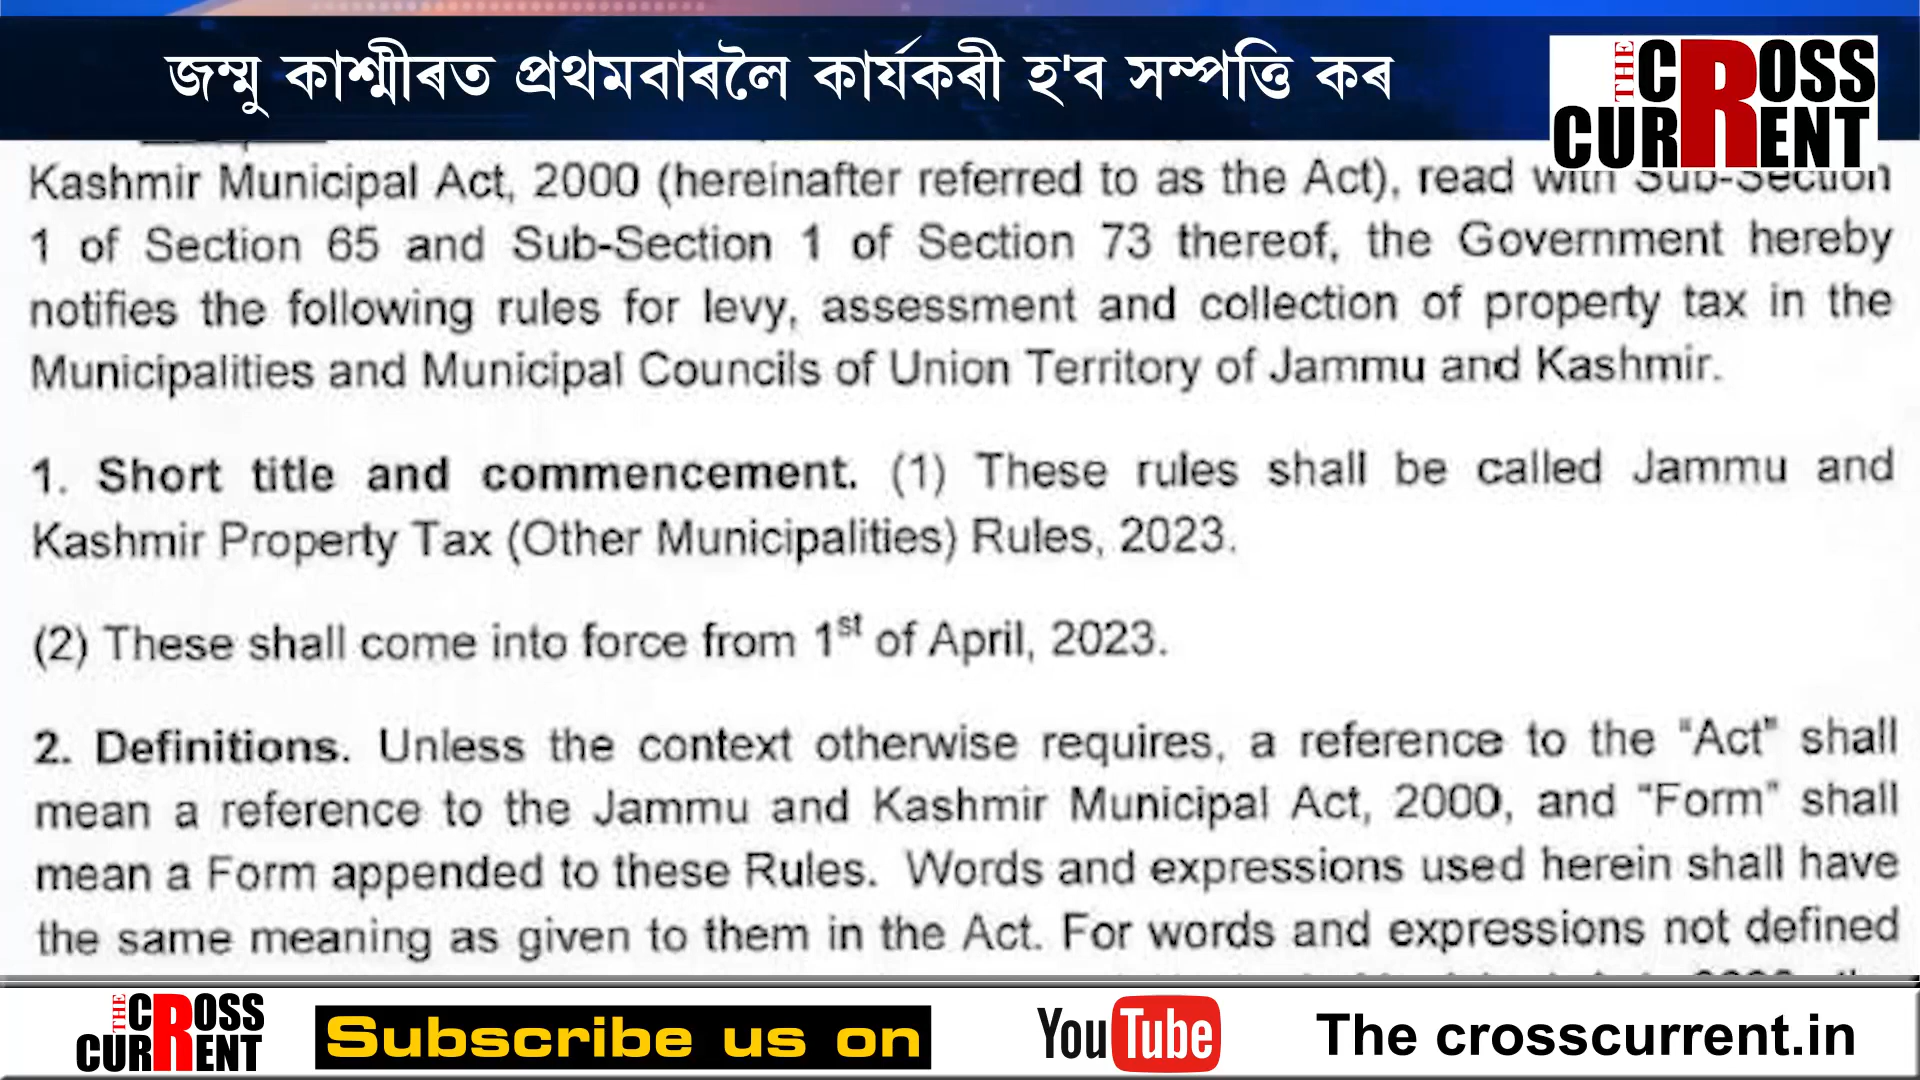 জম্মু কাশ্মীৰত প্ৰথমবাৰলৈ কাৰ্যকৰী হ'ব সম্পত্তি কৰ
THE CROSS CURRENT
Kashmir Municipal Act, 2000 (hereinafter referred to as the Act), read with Sub-Section
1 of Section 65 and Sub-Section 1 of Section 73 thereof, the Government hereby
notifies the following rules for levy, assessment and collection of property tax in the
Municipalities and Municipal Councils of Union Territory of Jammu and Kashmir.
1. Short title and commencement. (1) These rules shall be called Jammu and
Kashmir Property Tax (Other Municipalities) Rules, 2023.
(2) These shall come into force from 1st of April, 2023.
2. Definitions. Unless the context otherwise requires, a reference to the "Act" shall
mean a reference to the Jammu and Kashmir Municipal Act, 2000, and "Form" shall
mean a Form appended to these Rules. Words and expressions used herein shall have
the same meaning as given to them in the Act. For words and expressions not defined
THE CROSS CURRENT Subscribe us on YouTube The crosscurrent.in